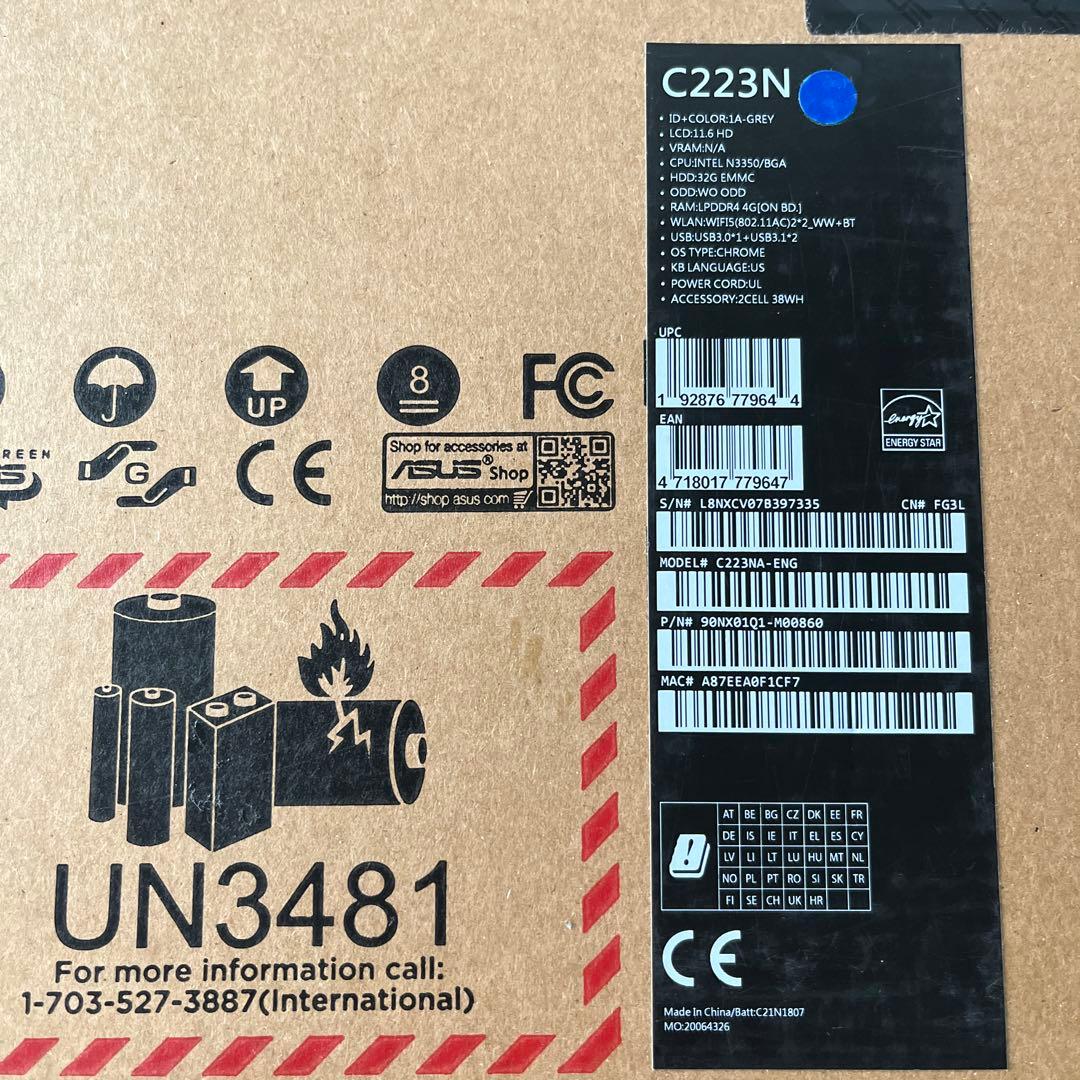 C223N
• ID+COLOR:1A-GREY
• LCD:11.6 HD
• VRAM:N/A
• CPU:INTEL N3350/BGA
• HDD:32G EMMC
• ODD:WO ODD
• RAM:LPDDR4 4G[ON BD.]
• WLAN:WIFI5(802.11AC)2*2_WW+BT
• USB:USB3.0*1+USB3.1*2
• OS TYPE:CHROME
• KB LANGUAGE:US
• POWER CORD:UL
• ACCESSORY:2CELL 38WH
UPC
1 92876 77964 4
EAN
4 718017 779647
energy
ENERGY STAR
S/N# L8NXCV07B397335 CN# FG3L
MODEL# C223NA-ENG
P/N# 90NX01Q1-M00860
MAC# A87EEA0F1CF7
AT BE BG CZ DK EE FR
DE IS IE IT EL ES CY
LV LI LT LU HU MT NL
NO PL PT RO SI SK TR
FI SE CH UK HR
CE
Made In China/Batt:C21N1807
MO:20064326
UP
8
FC
REEN
G
CE
Shop for accessories at
ASUS® Shop
http://shop.asus.com
UN3481
For more information call:
1-703-527-3887(International)